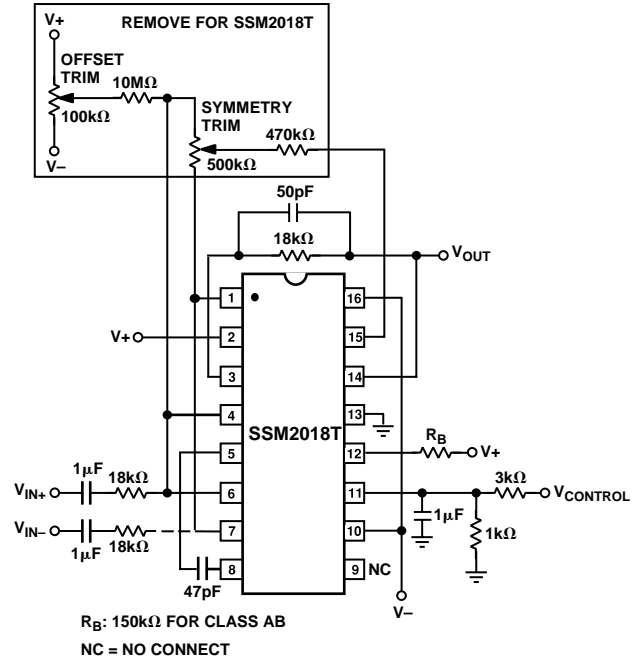 V+
REMOVE FOR SSM2018T
OFFSET
TRIM
10MΩ
100kΩ
SYMMETRY
TRIM
470kΩ
500kΩ
V–
50pF
18kΩ
VOUT
1
16
V+
2
15
3
14
4
13
SSM2018T
5
12
RB
V+
1μF
18kΩ
VIN+
6
11
3kΩ
VCONTROL
VIN–
1μF
18kΩ
7
10
1μF
1kΩ
8
9
NC
47pF
V–
RB: 150kΩ FOR CLASS AB
NC = NO CONNECT